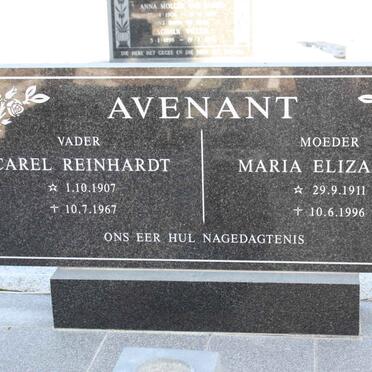 AVENANT
VADER
CAREL REINHARDT
☆ 1.10.1907
✝ 10.7.1967
MOEDER
MARIA ELIZA
☆ 29.9.1911
✝ 10.6.1996
ONS EER HUL NAGEDAGTENIS